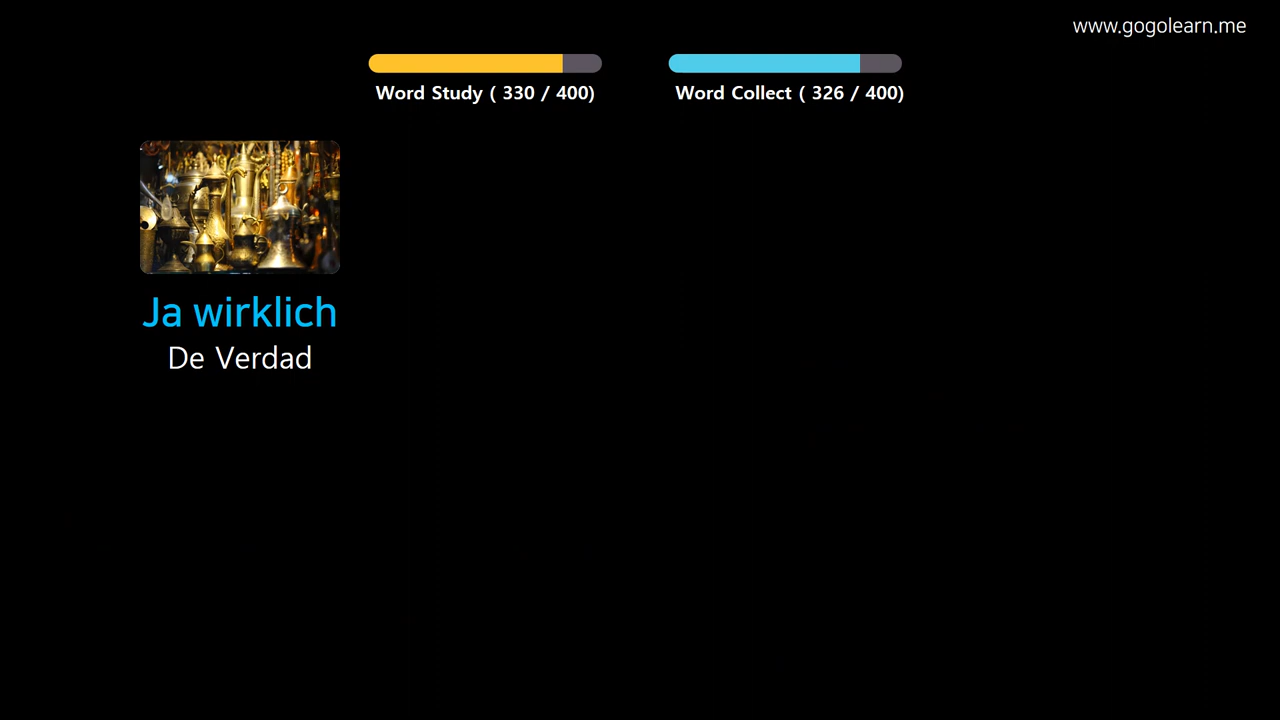 www.gogolearn.me
Word Study ( 330 / 400)
Word Collect ( 326 / 400)
Ja wirklich
De Verdad